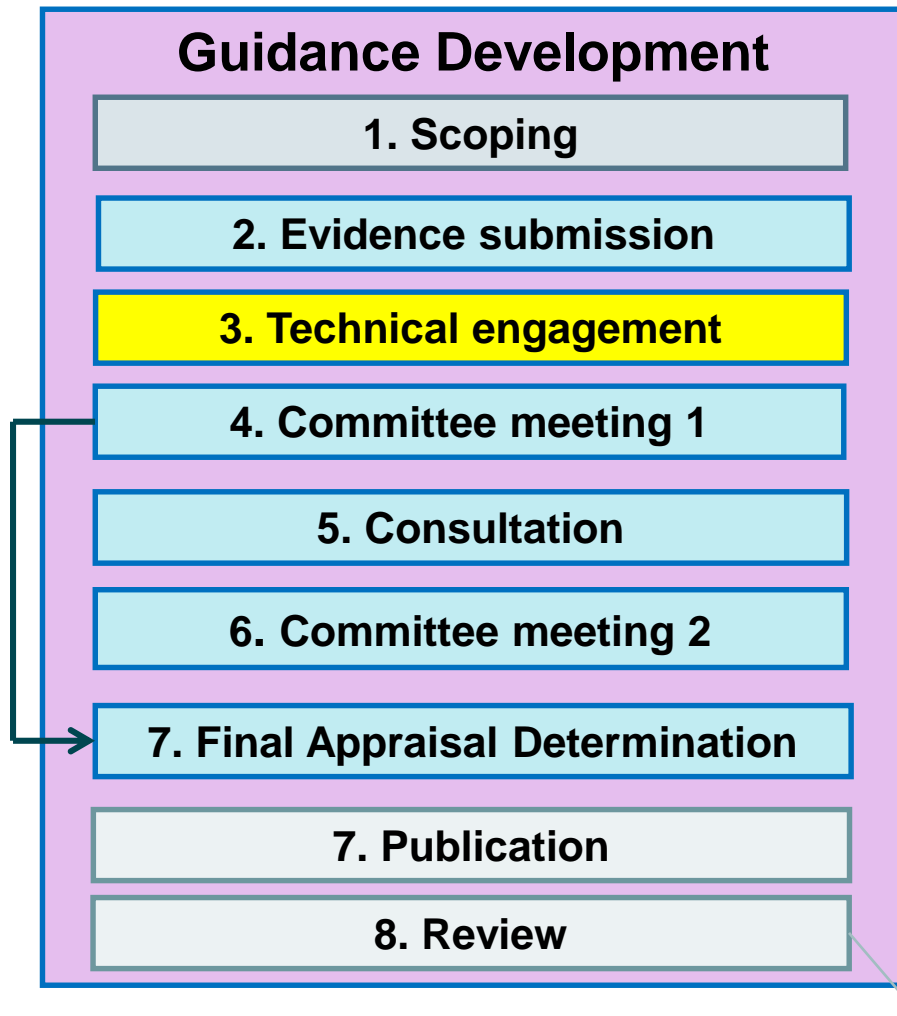 Guidance Development
1. Scoping
2. Evidence submission
3. Technical engagement
4. Committee meeting 1
5. Consultation
6. Committee meeting 2
7. Final Appraisal Determination
7. Publication
8. Review